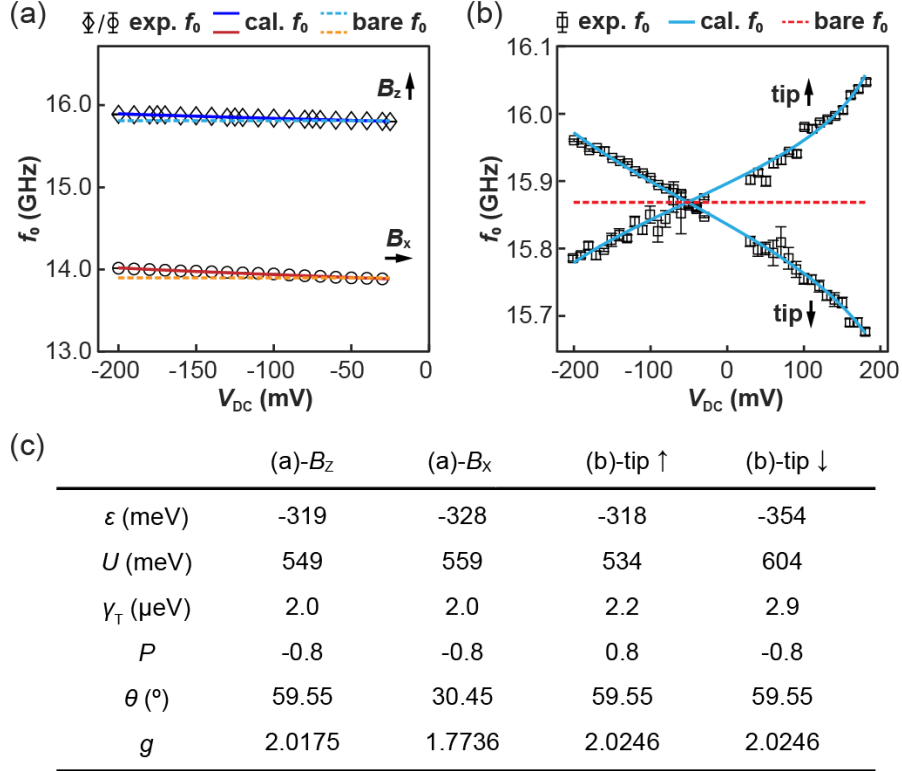 (a)
exp. f₀ cal. f₀ bare f₀
Bz
Bx
16.0
15.0
14.0
13.0
f₀ (GHz)
-200 -150 -100 -50 0
V_DC (mV)
(b)
exp. f₀ cal. f₀ bare f₀
tip ↑
tip ↓
16.1
16.0
15.9
15.8
15.7
f₀ (GHz)
-200 -100 0 100 200
V_DC (mV)
(c)
(a)-B_Z (a)-B_X (b)-tip ↑ (b)-tip ↓
ε (meV) -319 -328 -318 -354
U (meV) 549 559 534 604
γ_T (µeV) 2.0 2.0 2.2 2.9
P -0.8 -0.8 0.8 -0.8
θ (º) 59.55 30.45 59.55 59.55
g 2.0175 1.7736 2.0246 2.0246